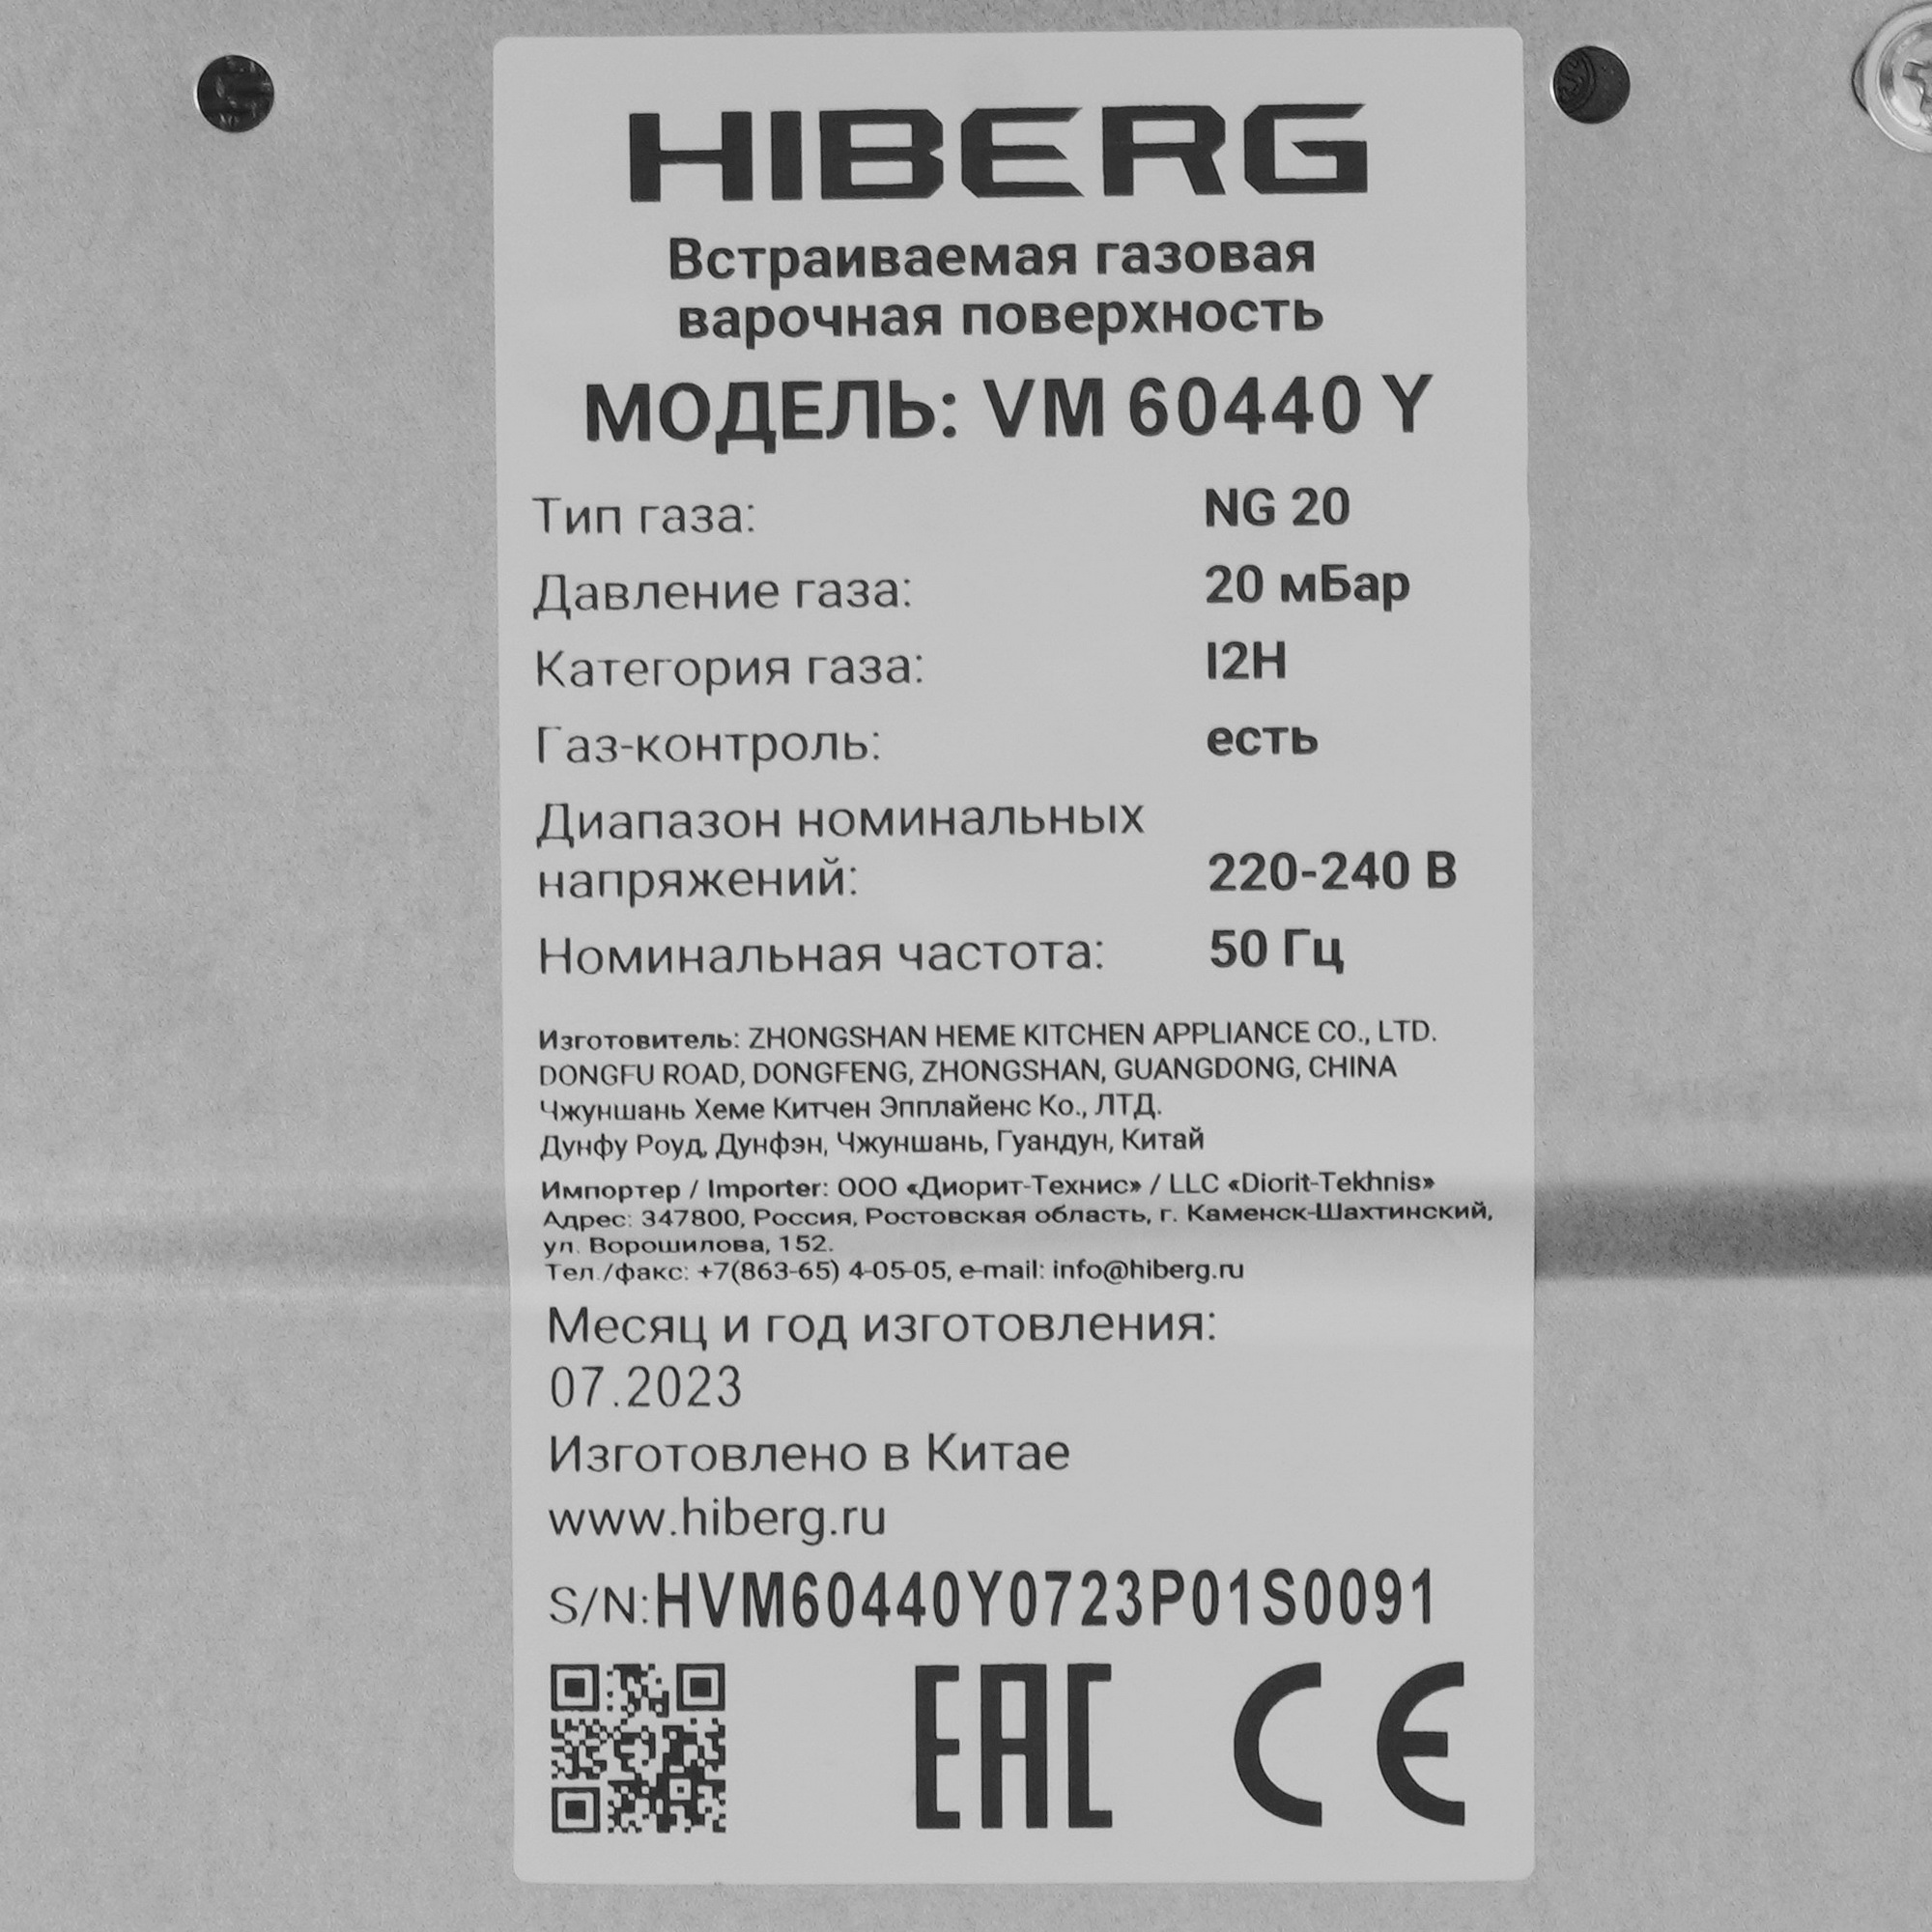 HIBERG
Встраиваемая газовая
варочная поверхность
МОДЕЛЬ: VM 60440 Y
Тип газа: NG 20
Давление газа: 20 мБар
Категория газа: I2H
Газ-контроль: есть
Диапазон номинальных
напряжений: 220-240 В
Номинальная частота: 50 Гц
Изготовитель: ZHONGSHAN HEME KITCHEN APPLIANCE CO., LTD.
DONGFU ROAD, DONGFENG, ZHONGSHAN, GUANGDONG, CHINA
Чжуншань Хеме Китчен Эпплайенс Ко., ЛТД.
Дунфу Роуд, Дунфэн, Чжуншань, Гуандун, Китай
Импортер / Importer: ООО «Диорит-Технис» / LLC «Diorit-Tekhnis»
Адрес: 347800, Россия, Ростовская область, г. Каменск-Шахтинский,
ул. Ворошилова, 152.
Тел./факс: +7(863-65) 4-05-05, e-mail: info@hiberg.ru
Месяц и год изготовления:
07.2023
Изготовлено в Китае
www.hiberg.ru
S/N:HVM60440Y0723P01S0091
EAC CE